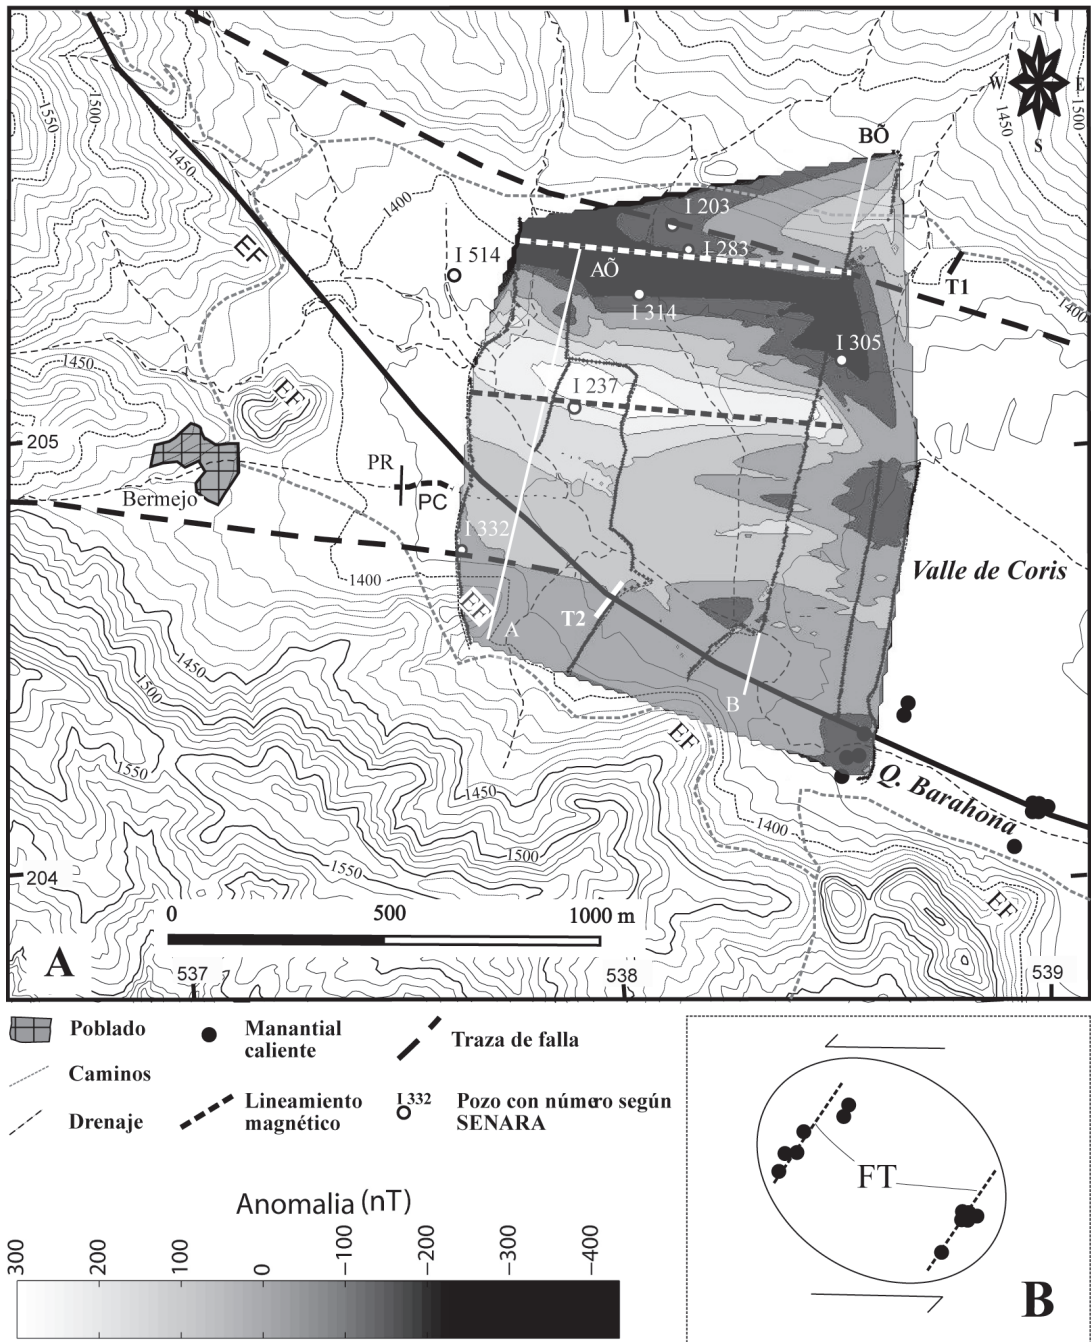 N
W
E
S
1550
1500
1450
1450
1500
BÕ
1400
I 203
EF
I 514
I 283
AÕ
T1
I 314
1400
I 305
1450
EF
I 237
205
PR
Bermejo
PC
I 332
Valle de Coris
1400
EF
T2
A
1450
B
1500
EF
1550
1450
Q. Barahona
1400
1500
1550
204
EF
0
500
1000 m
A
537
538
539
Poblado
Manantial
caliente
Traza de falla
Caminos
Lineamiento
magnético
I 332
Pozo con número según
SENARA
Drenaje
FT
B
Anomalia (nT)
300
200
100
0
-100
-200
-300
-400